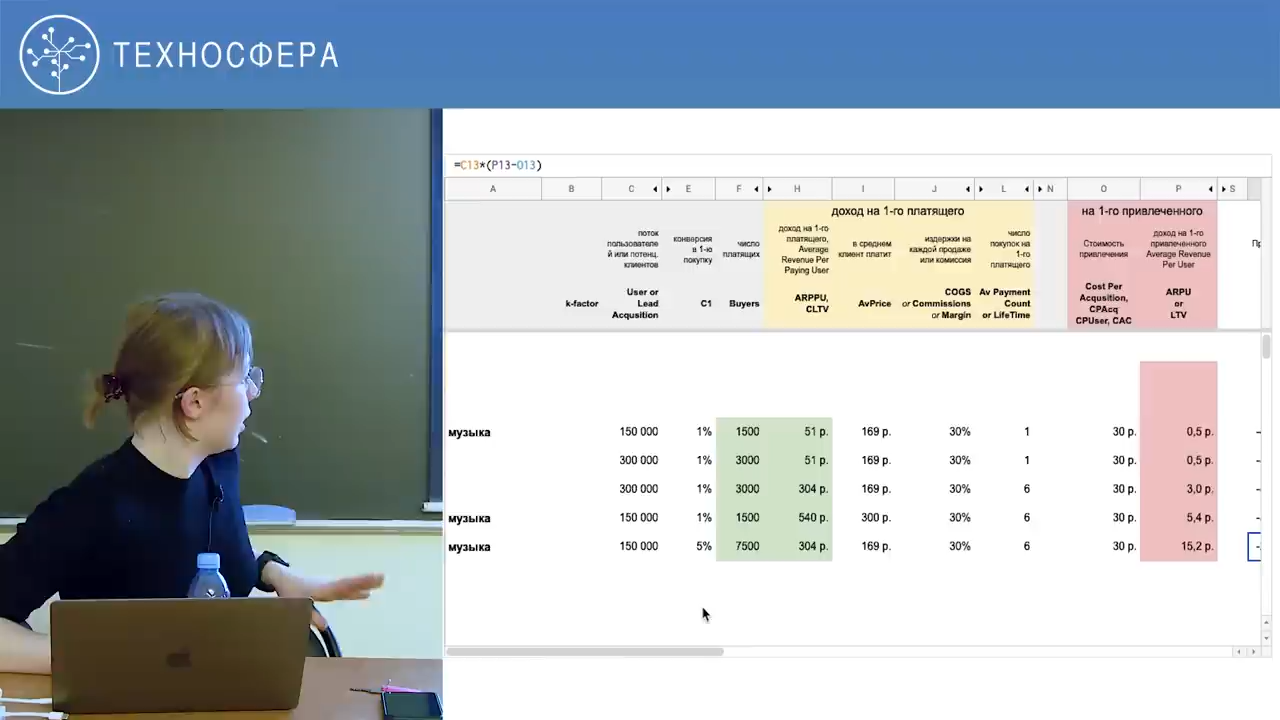 ТЕХНОСФЕРА
=C13*(P13-O13)
A B C E F H I J L N O P S
доход на 1-го платящего на 1-го привлеченного
поток
пользователе
й или потенц.
клиентов
конверсия
в 1-ю
покупку
число
платящих
доход на 1-го
платящего,
Average
Revenue Per
Paying User
в среднем
клиент платит
издержки на
каждой продаже
или комиссия
число
покупок на
1-го
платящего
Стоимость
привлечения
доход на 1-го
привлеченного
Average Revenue
Per User
Пр
k-factor
User or
Lead
Acqusition
C1
Buyers
ARPPU,
CLTV
AvPrice
COGS
or Commissions
or Margin
Av Payment
Count
or LifeTime
Cost Per
Acqusition,
CPAcq
CPUser, CAC
ARPU
or
LTV
музыка 150 000 1% 1500 51 р. 169 р. 30% 1 30 р. 0,5 р. -
300 000 1% 3000 51 р. 169 р. 30% 1 30 р. 0,5 р. -
300 000 1% 3000 304 р. 169 р. 30% 6 30 р. 3,0 р. -
музыка 150 000 1% 1500 540 р. 300 р. 30% 6 30 р. 5,4 р. -
музыка 150 000 5% 7500 304 р. 169 р. 30% 6 30 р. 15,2 р. -